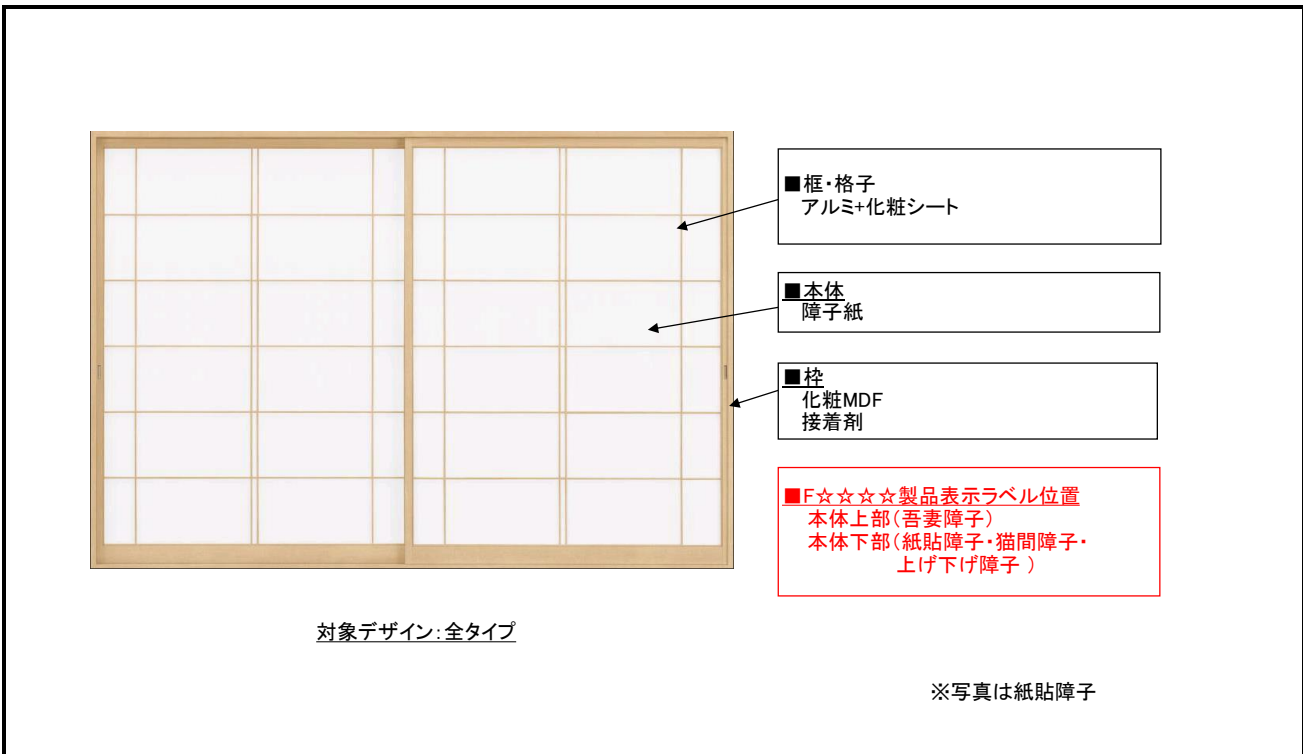 ■框・格子
アルミ+化粧シート
■本体
障子紙
■枠
化粧MDF
接着剤
■F☆☆☆☆製品表示ラベル位置
本体上部(吾妻障子)
本体下部(紙貼障子・猫間障子・
上げ下げ障子 )
対象デザイン:全タイプ
※写真は紙貼障子